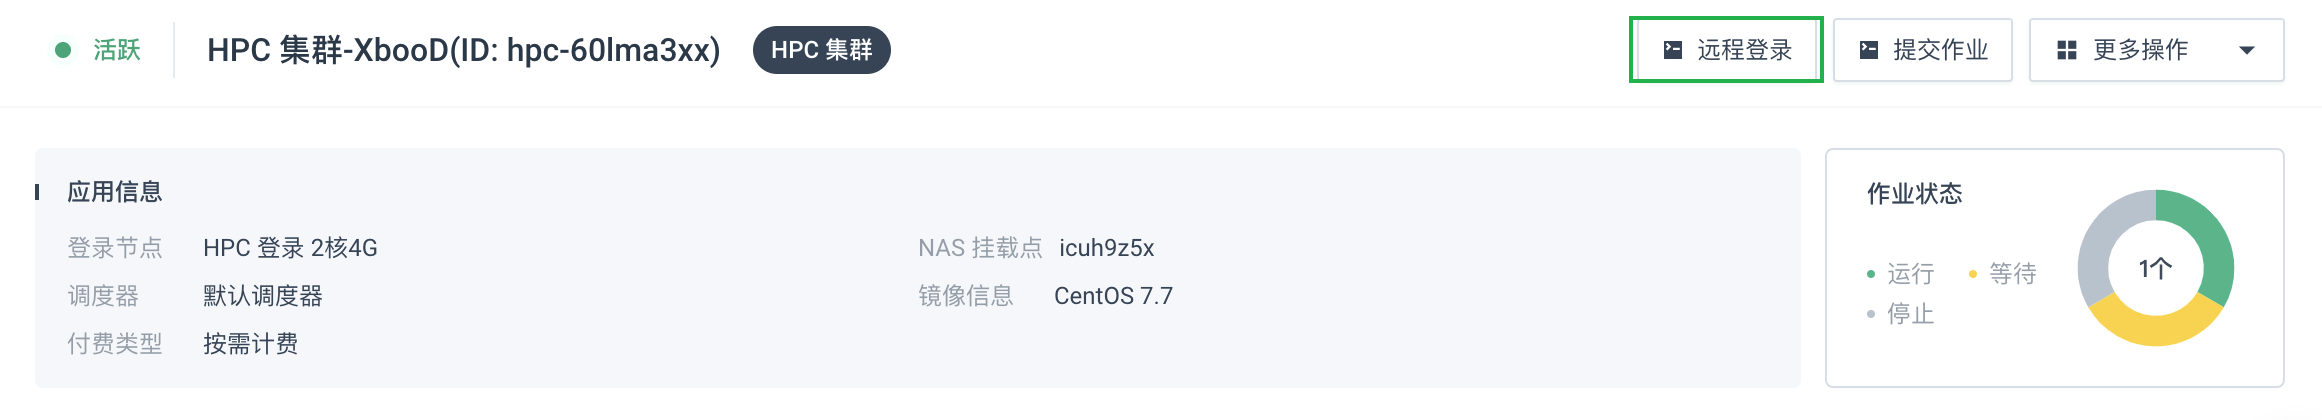 活跃
HPC 集群-XbooD(ID: hpc-60lma3xx)
HPC 集群
远程登录
提交作业
更多操作
应用信息
登录节点 HPC 登录 2核4G
NAS 挂载点 icuh9z5x
调度器 默认调度器
镜像信息 CentOS 7.7
付费类型 按需计费
作业状态
运行 等待
停止
1个